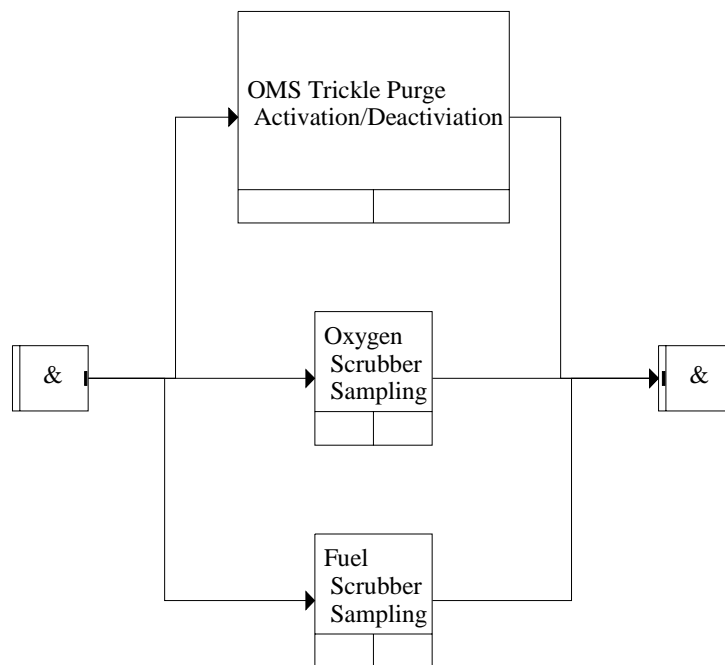 OMS Trickle Purge
Activation/Deactiviation
Oxygen
Scrubber
Sampling
&
&
Fuel
Scrubber
Sampling